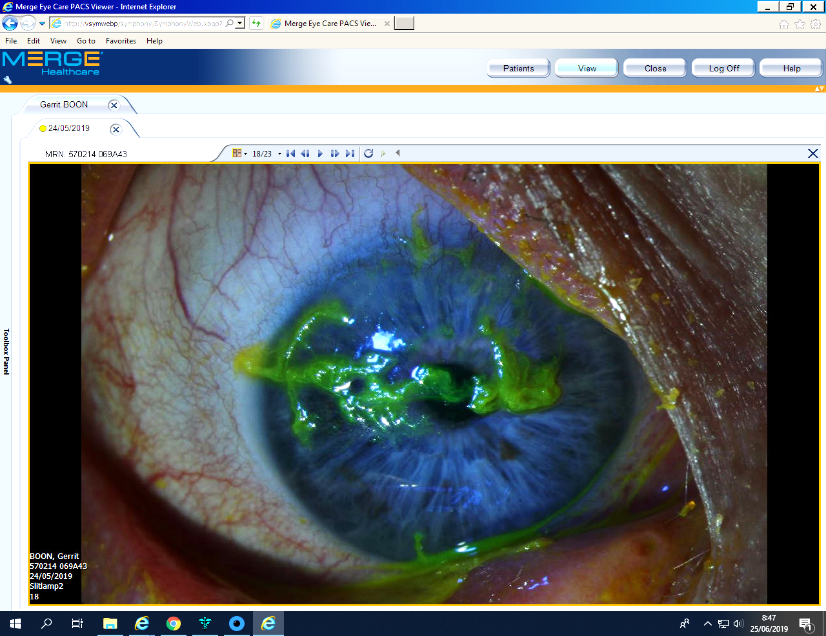 Merge Eye Care PACS Viewer - Internet Explorer
Merge Eye Care PACS Vie...
File Edit View Go to Favorites Help
MERGE
Healthcare
Patients View Close Log Off Help
Gerrit BOON
24/05/2019
MRN: 570214 069A43
18/23
Toolbox Panel
BOON, Gerrit
570214 069A43
24/05/2019
Slitlamp2
18
8:47
25/06/2019
1